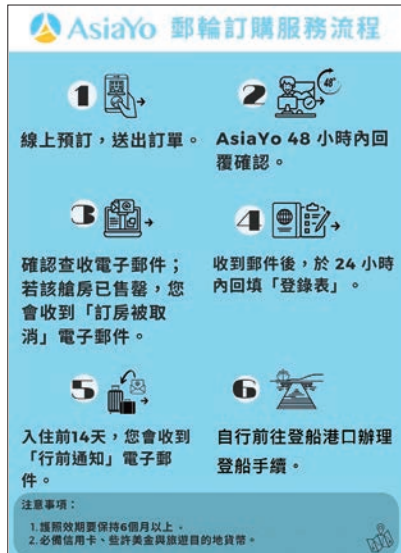 AsiaYo 郵輪訂購服務流程
1
線上預訂，送出訂單。
2
48"
AsiaYo 48 小時內回
覆確認。
3
確認查收電子郵件；
若該艙房已售罄，您
會收到「訂房被取
消」電子郵件。
4
收到郵件後，於 24 小時
內回填「登錄表」。
5
入住前14天，您會收到
「行前通知」電子郵
件。
6
自行前往登船港口辦理
登船手續。
注意事項：
1. 護照效期要保持6個月以上。
2. 必備信用卡、些許美金與旅遊目的地貨幣。